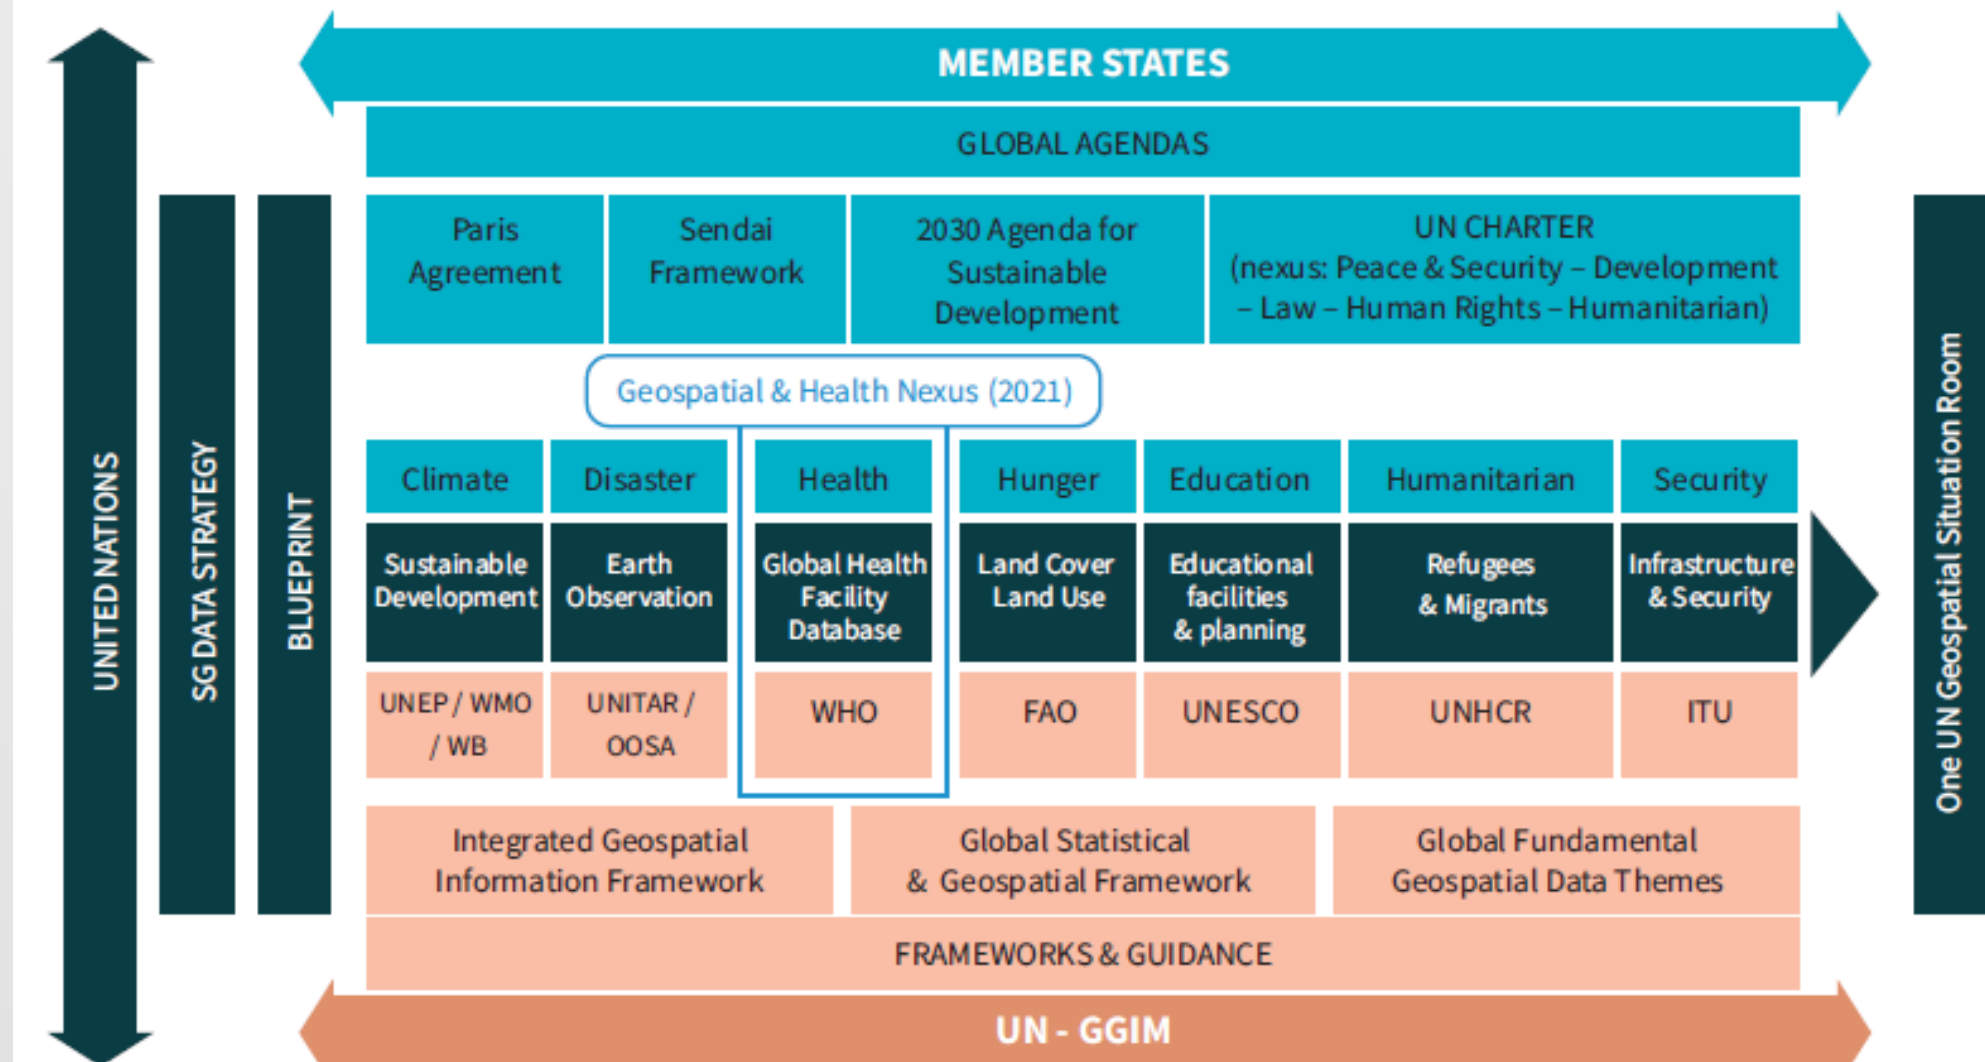 MEMBER STATES
GLOBAL AGENDAS
Paris
Agreement
Sendai
Framework
2030 Agenda for
Sustainable
Development
UN CHARTER
(nexus: Peace & Security – Development
– Law – Human Rights – Humanitarian)
Geospatial & Health Nexus (2021)
UNITED NATIONS
SG DATA STRATEGY
BLUEPRINT
Climate
Disaster
Health
Hunger
Education
Humanitarian
Security
Sustainable
Development
Earth
Observation
Global Health
Facility
Database
Land Cover
Land Use
Educational
facilities
& planning
Refugees
& Migrants
Infrastructure
& Security
UNEP / WMO
/ WB
UNITAR /
OOSA
WHO
FAO
UNESCO
UNHCR
ITU
One UN Geospatial Situation Room
Integrated Geospatial
Information Framework
Global Statistical
& Geospatial Framework
Global Fundamental
Geospatial Data Themes
FRAMEWORKS & GUIDANCE
UN - GGIM